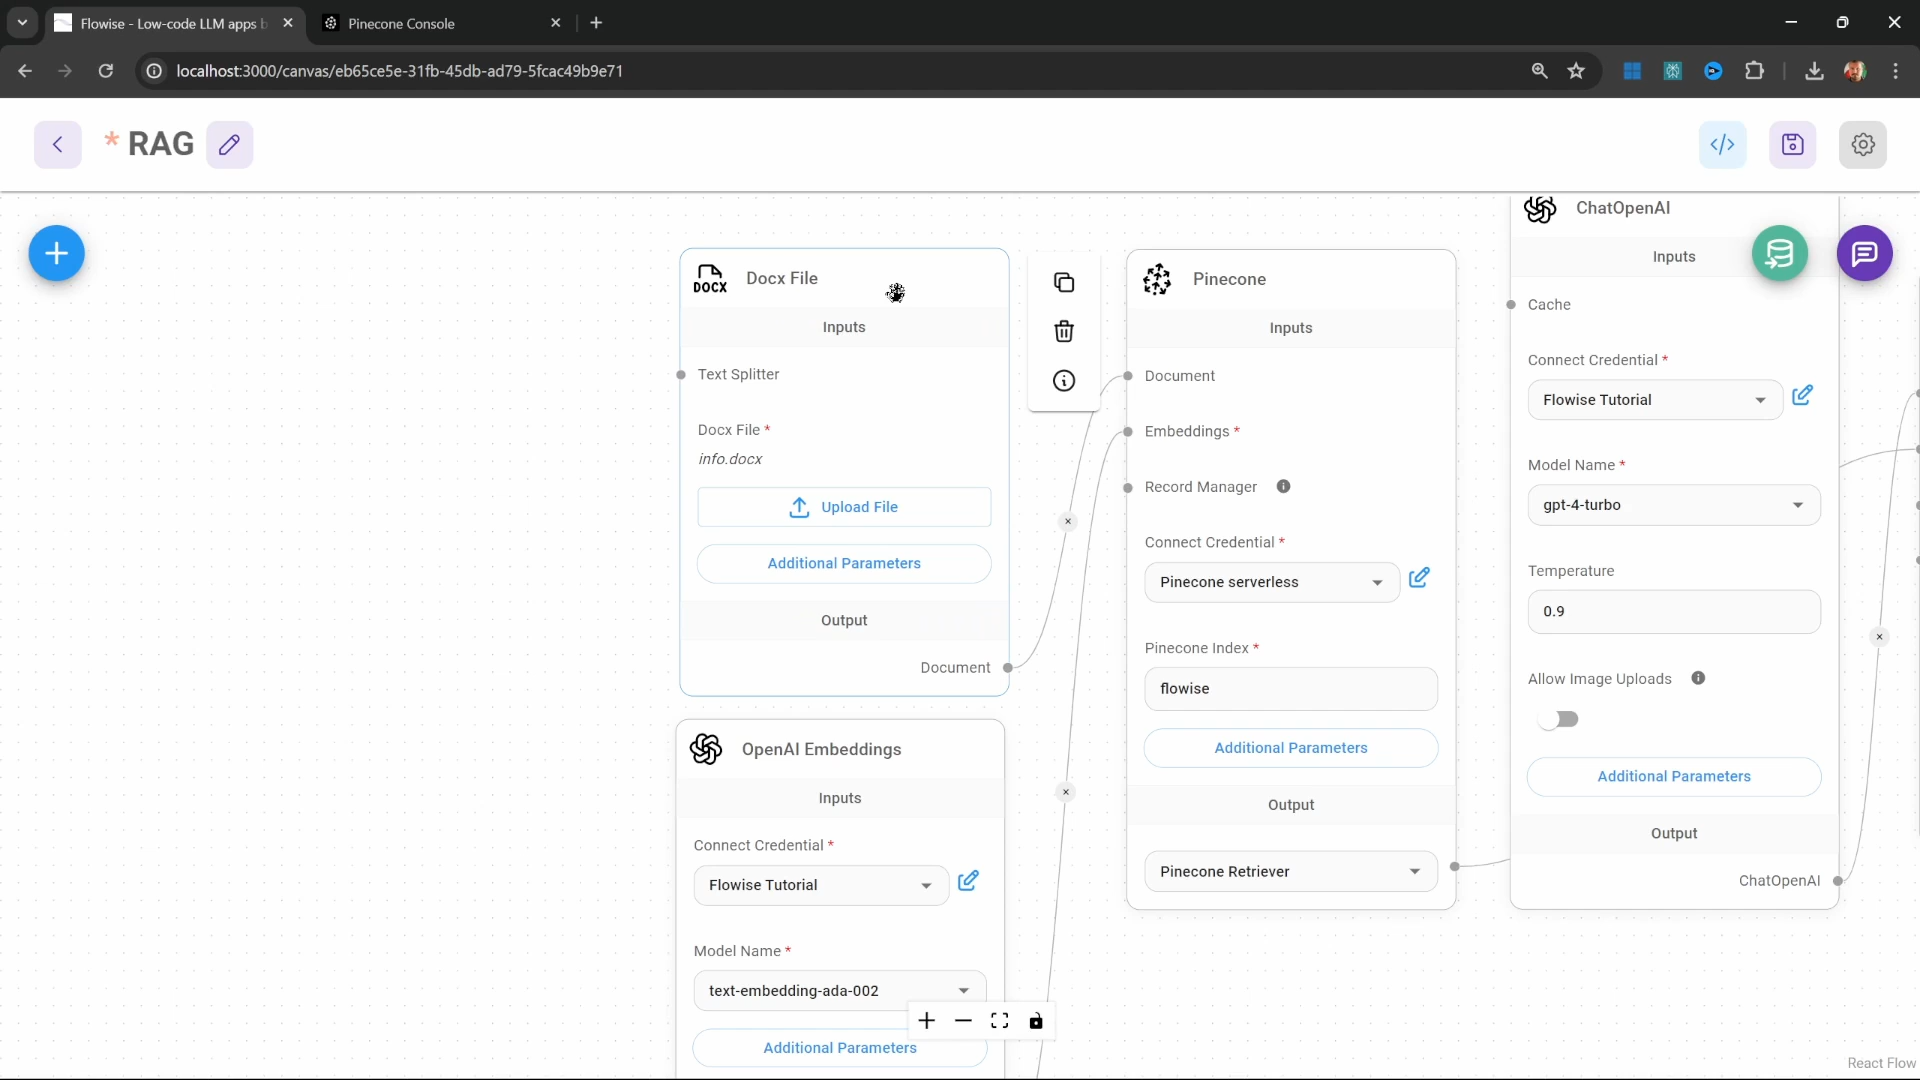 Flowise - Low-code LLM apps b
Pinecone Console
localhost:3000/canvas/eb65ce5e-31fb-45db-ad79-5fcac49b9e71
* RAG
DOCX
Docx File
Inputs
Text Splitter
Docx File *
info.docx
Upload File
Additional Parameters
Output
Document
OpenAI Embeddings
Inputs
Connect Credential *
Flowise Tutorial
Model Name *
text-embedding-ada-002
Additional Parameters
Pinecone
Inputs
Document
Embeddings *
Record Manager
Connect Credential *
Pinecone serverless
Pinecone Index *
flowise
Additional Parameters
Output
Pinecone Retriever
ChatOpenAI
Inputs
Cache
Connect Credential *
Flowise Tutorial
Model Name *
gpt-4-turbo
Temperature
0.9
Allow Image Uploads
Additional Parameters
Output
ChatOpenAI
React Flow